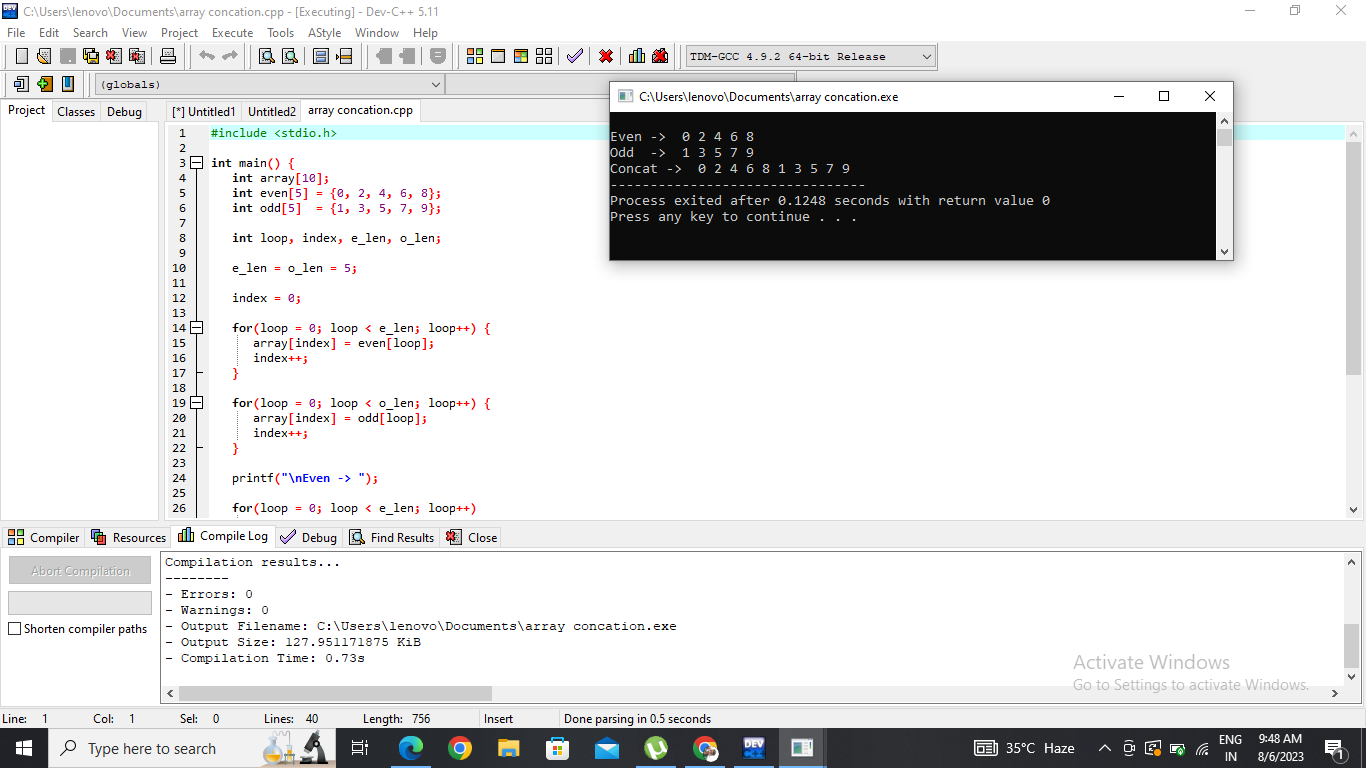 C:\Users\lenovo\Documents\array concation.cpp - [Executing] - Dev-C++ 5.11
File Edit Search View Project Execute Tools AStyle Window Help
TDM-GCC 4.9.2 64-bit Release
(globals)
Project Classes Debug
[*] Untitled1 Untitled2 array concation.cpp
1 #include <stdio.h>
2
3 int main() {
4 int array[10];
5 int even[5] = {0, 2, 4, 6, 8};
6 int odd[5]  = {1, 3, 5, 7, 9};
7
8 int loop, index, e_len, o_len;
9
10 e_len = o_len = 5;
11
12 index = 0;
13
14 for(loop = 0; loop < e_len; loop++) {
15 array[index] = even[loop];
16 index++;
17 }
18
19 for(loop = 0; loop < o_len; loop++) {
20 array[index] = odd[loop];
21 index++;
22 }
23
24 printf("\nEven -> ");
25
26 for(loop = 0; loop < e_len; loop++)
C:\Users\lenovo\Documents\array concation.exe
Even ->  0 2 4 6 8
Odd  ->  1 3 5 7 9
Concat ->  0 2 4 6 8 1 3 5 7 9
--------------------------------
Process exited after 0.1248 seconds with return value 0
Press any key to continue . . .
Compiler Resources Compile Log Debug Find Results Close
Abort Compilation
Shorten compiler paths
Compilation results...
--------
- Errors: 0
- Warnings: 0
- Output Filename: C:\Users\lenovo\Documents\array concation.exe
- Output Size: 127.951171875 KiB
- Compilation Time: 0.73s
Activate Windows
Go to Settings to activate Windows.
Line: 1 Col: 1 Sel: 0 Lines: 40 Length: 756 Insert Done parsing in 0.5 seconds
Type here to search
DEV
35°C Haze
ENG
IN
9:48 AM
8/6/2023
1